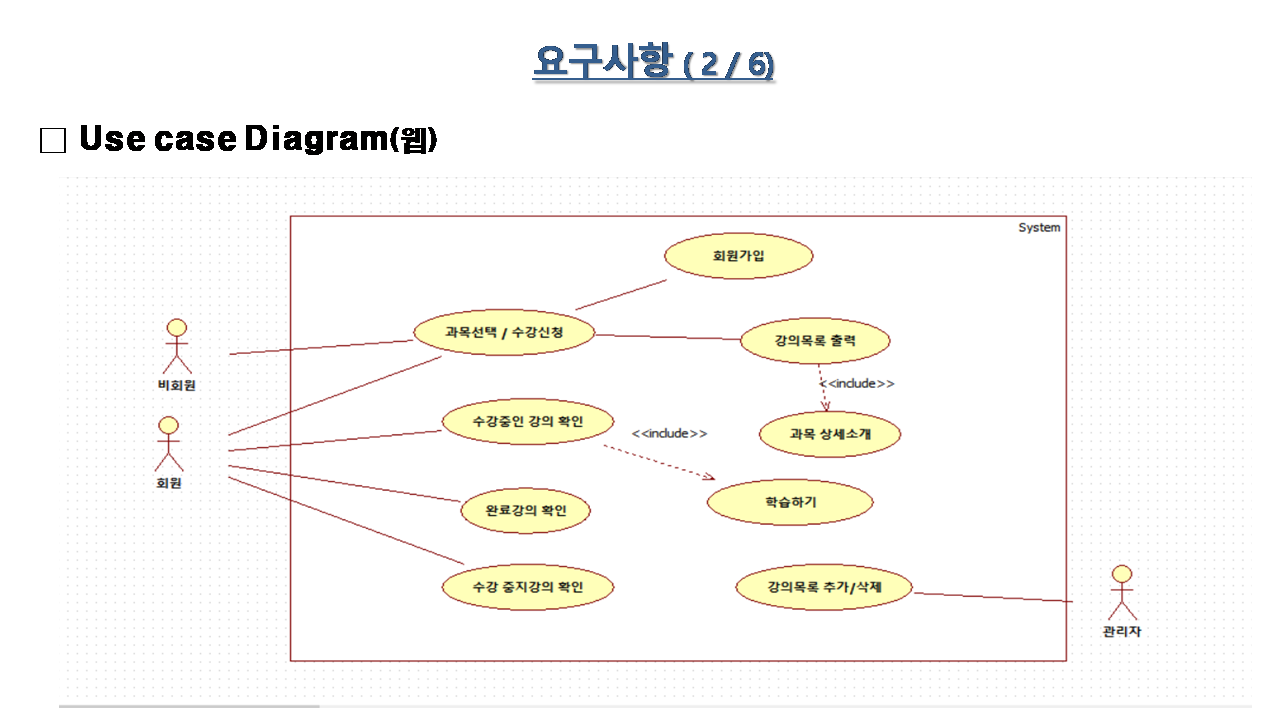 요구사항 ( 2 / 6)
Use case Diagram(웹)
System
회원가입
과목선택 / 수강신청
강의목록 출력
비회원
<<include>>
수강중인 강의 확인
<<include>>
과목 상세소개
회원
학습하기
완료강의 확인
수강 중지강의 확인
강의목록 추가/삭제
관리자